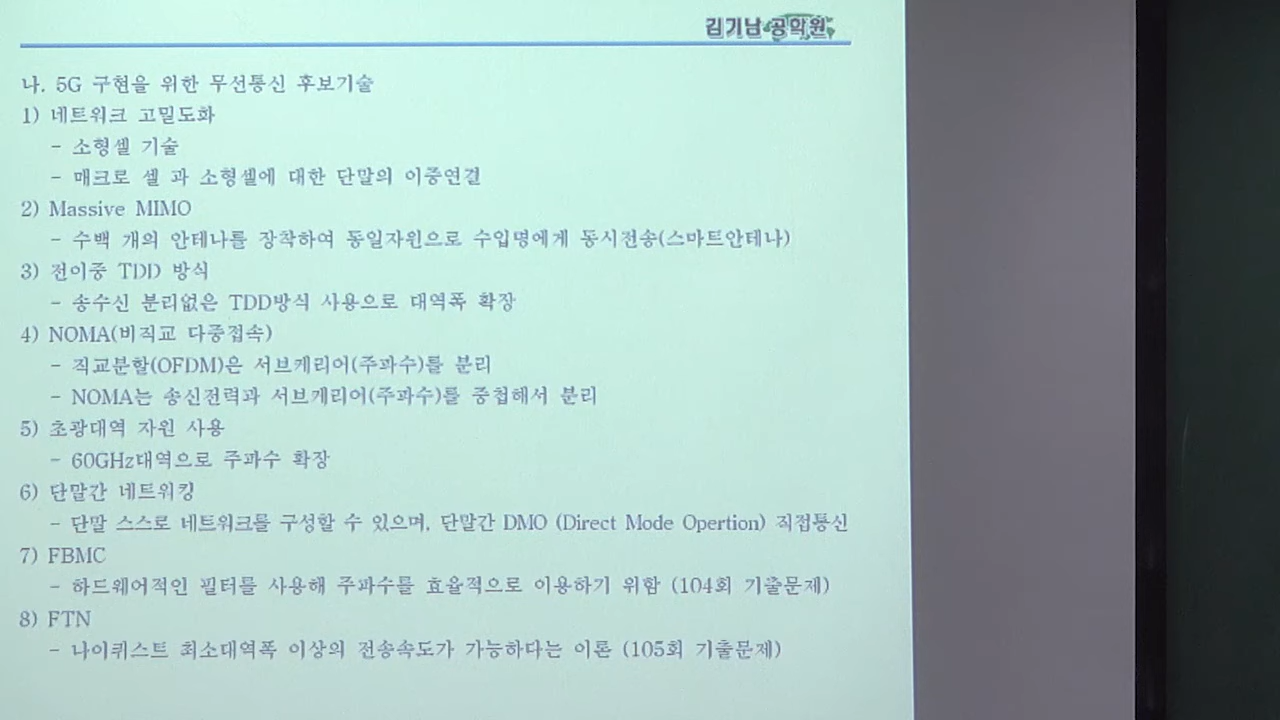 김기남 공학원
나. 5G 구현을 위한 무선통신 후보기술
1) 네트워크 고밀도화
- 소형셀 기술
- 매크로 셀 과 소형셀에 대한 단말의 이중연결
2) Massive MIMO
- 수백 개의 안테나를 장착하여 동일자원으로 수입명에게 동시전송(스마트안테나)
3) 전이중 TDD 방식
- 송수신 분리없은 TDD방식 사용으로 대역폭 확장
4) NOMA(비직교 다중접속)
- 직교분할(OFDM)은 서브케리어(주파수)를 분리
- NOMA는 송신전력과 서브캐리어(주파수)를 중첩해서 분리
5) 초광대역 자원 사용
- 60GHz대역으로 주파수 확장
6) 단말간 네트워킹
- 단말 스스로 네트워크를 구성할 수 있으며, 단말간 DMO (Direct Mode Opertion) 직접통신
7) FBMC
- 하드웨어적인 필터를 사용해 주파수를 효율적으로 이용하기 위함 (104회 기출문제)
8) FTN
- 나이퀴스트 최소대역폭 이상의 전송속도가 가능하다는 이론 (105회 기출문제)